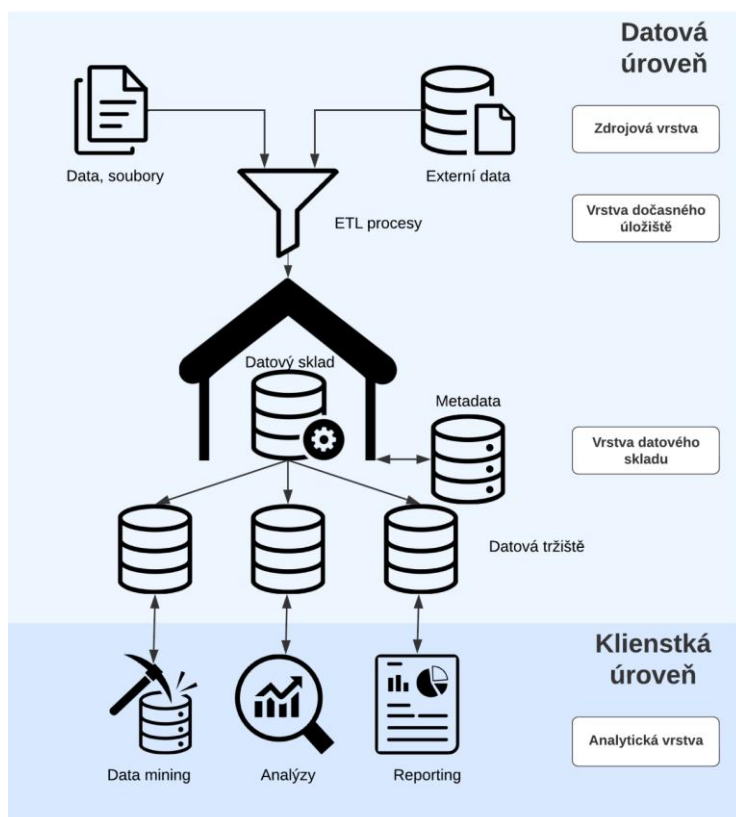 Datová
úroveň
Zdrojová vrstva
Data, soubory
Externí data
Vrstva dočasného
úložiště
ETL procesy
Datový sklad
Metadata
Vrstva datového
skladu
Datová tržiště
Klienstká
úroveň
Analytická vrstva
Data mining
Analýzy
Reporting